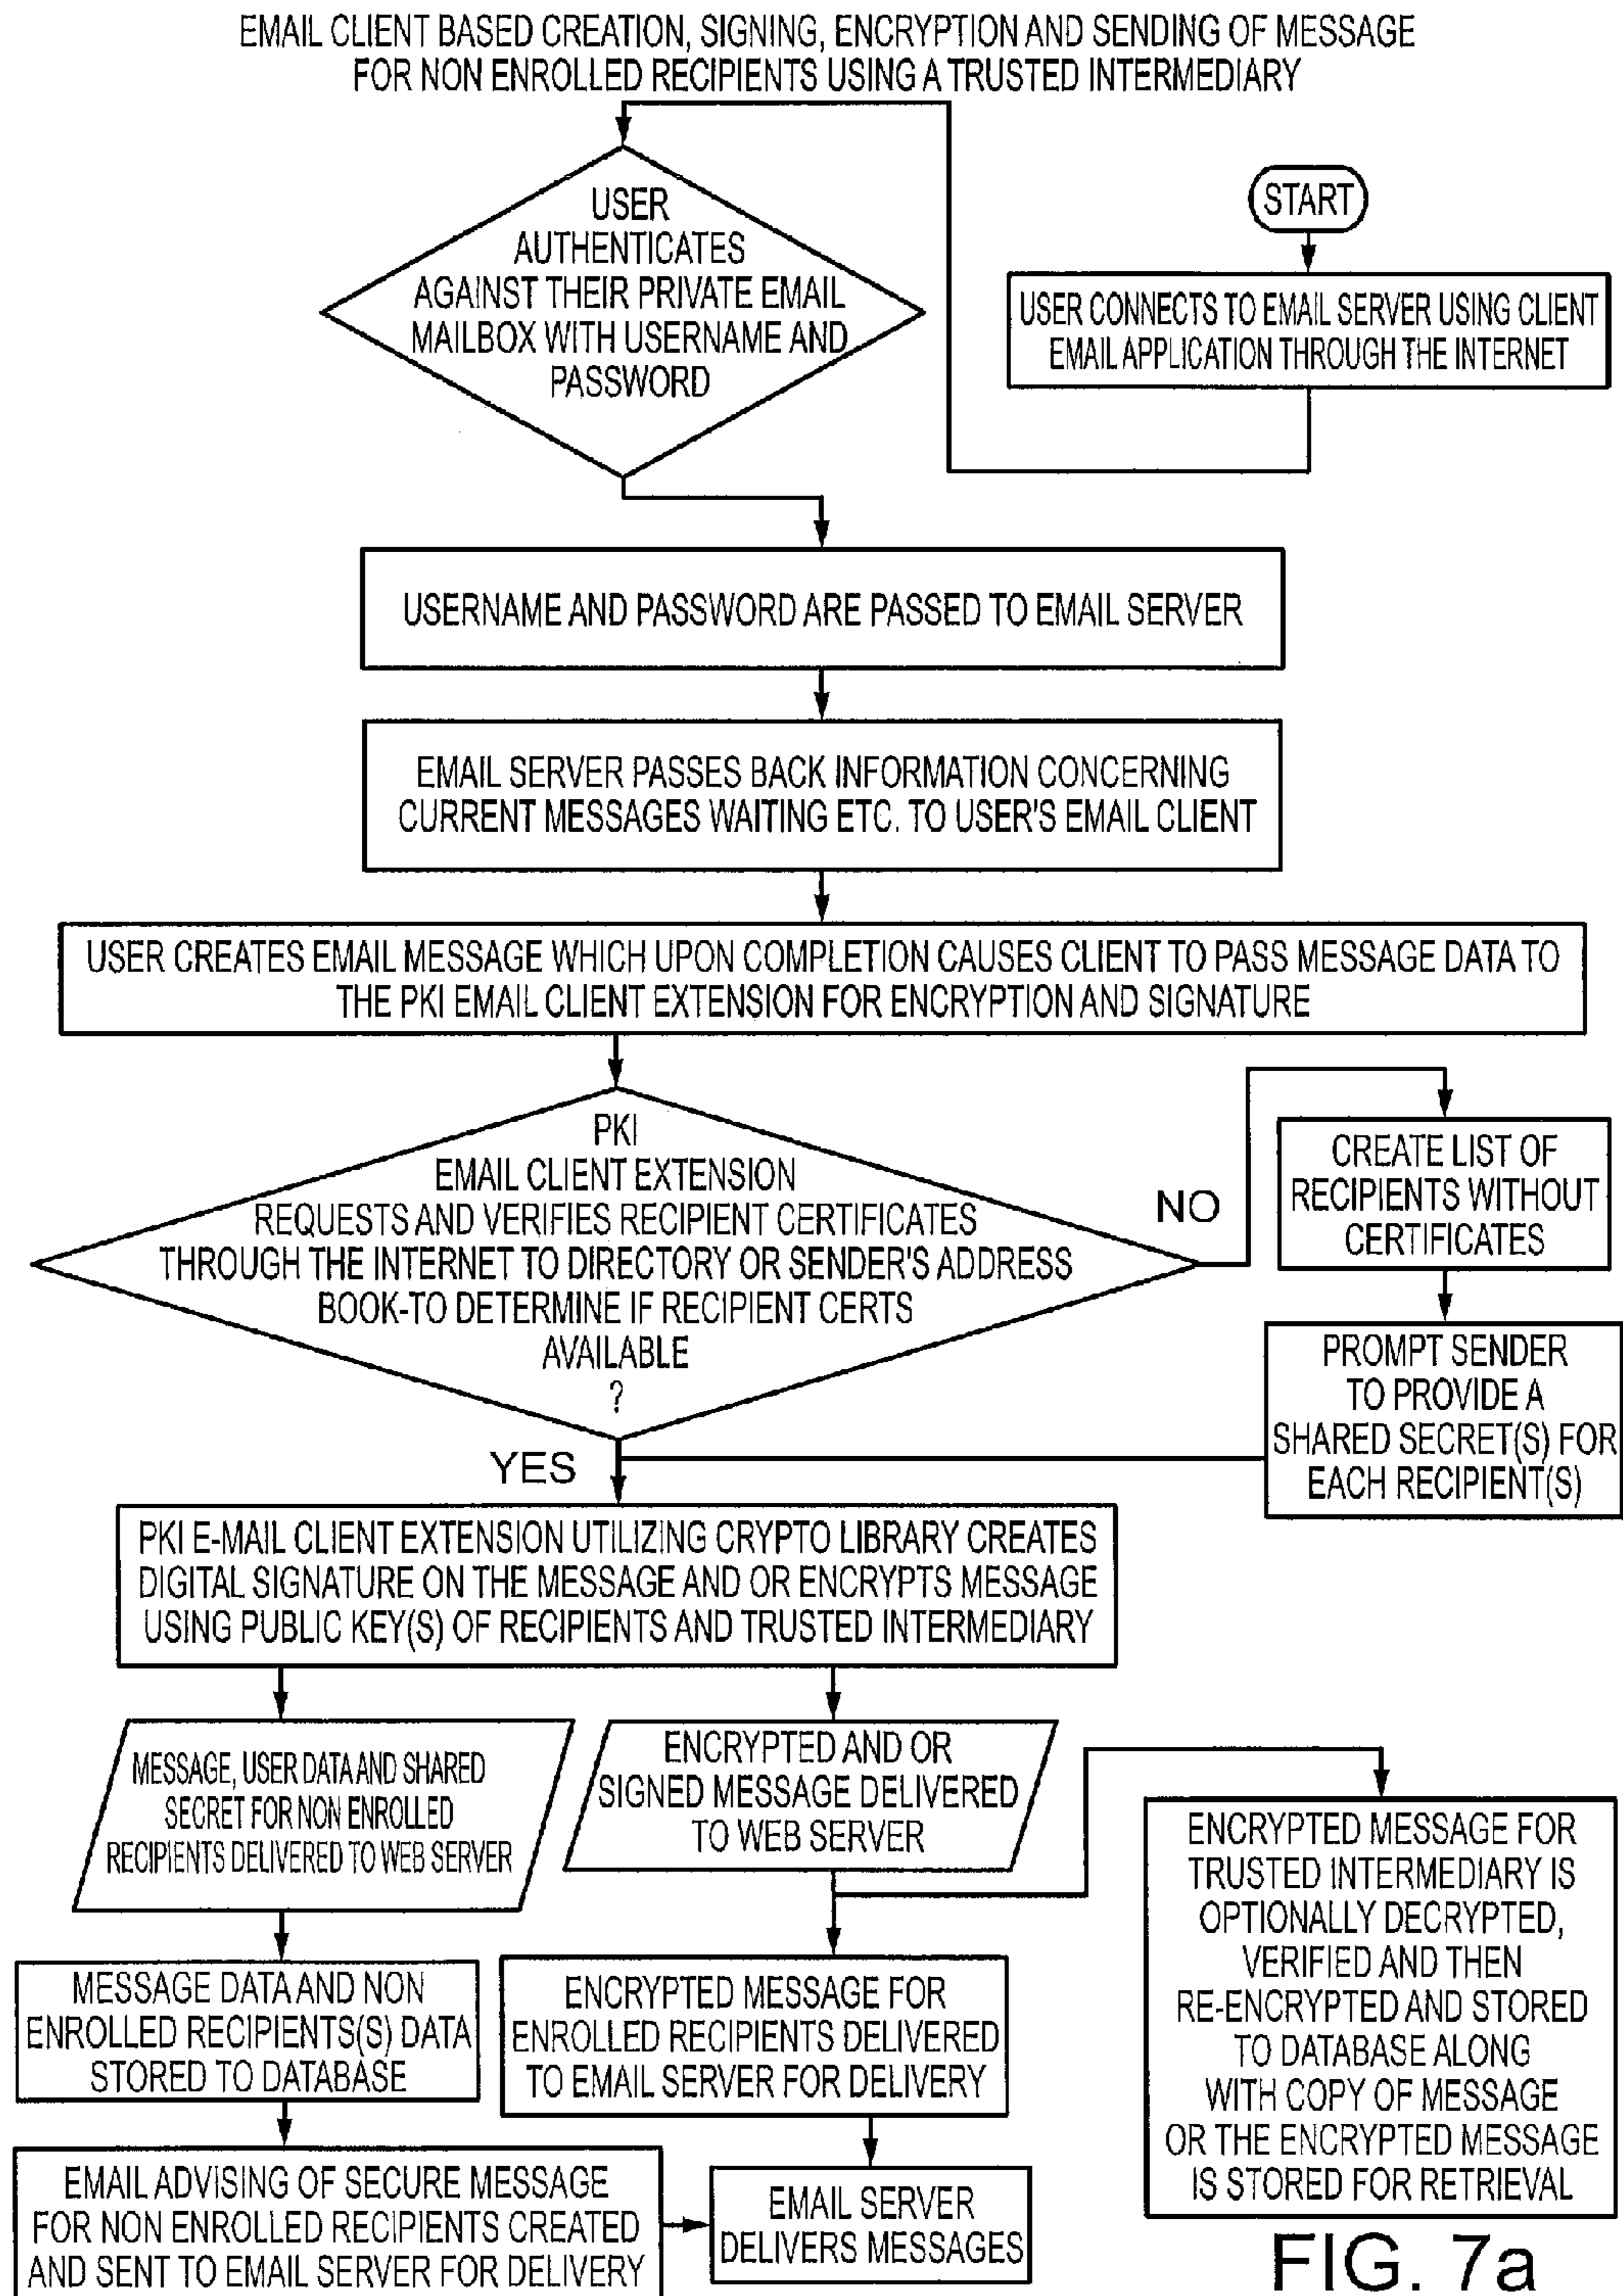 EMAIL CLIENT BASED CREATION, SIGNING, ENCRYPTION AND SENDING OF MESSAGE
FOR NON ENROLLED RECIPIENTS USING A TRUSTED INTERMEDIARY
START
USER CONNECTS TO EMAIL SERVER USING CLIENT
EMAIL APPLICATION THROUGH THE INTERNET
USER
AUTHENTICATES
AGAINST THEIR PRIVATE EMAIL
MAILBOX WITH USERNAME AND
PASSWORD
USERNAME AND PASSWORD ARE PASSED TO EMAIL SERVER
EMAIL SERVER PASSES BACK INFORMATION CONCERNING
CURRENT MESSAGES WAITING ETC. TO USER'S EMAIL CLIENT
USER CREATES EMAIL MESSAGE WHICH UPON COMPLETION CAUSES CLIENT TO PASS MESSAGE DATA TO
THE PKI EMAIL CLIENT EXTENSION FOR ENCRYPTION AND SIGNATURE
PKI
EMAIL CLIENT EXTENSION
REQUESTS AND VERIFIES RECIPIENT CERTIFICATES
THROUGH THE INTERNET TO DIRECTORY OR SENDER'S ADDRESS
BOOK-TO DETERMINE IF RECIPIENT CERTS
AVAILABLE
?
NO
CREATE LIST OF
RECIPIENTS WITHOUT
CERTIFICATES
PROMPT SENDER
TO PROVIDE A
SHARED SECRET(S) FOR
EACH RECIPIENT(S)
YES
PKI E-MAIL CLIENT EXTENSION UTILIZING CRYPTO LIBRARY CREATES
DIGITAL SIGNATURE ON THE MESSAGE AND OR ENCRYPTS MESSAGE
USING PUBLIC KEY(S) OF RECIPIENTS AND TRUSTED INTERMEDIARY
MESSAGE, USER DATA AND SHARED
SECRET FOR NON ENROLLED
RECIPIENTS DELIVERED TO WEB SERVER
ENCRYPTED AND OR
SIGNED MESSAGE DELIVERED
TO WEB SERVER
ENCRYPTED MESSAGE FOR
TRUSTED INTERMEDIARY IS
OPTIONALLY DECRYPTED,
VERIFIED AND THEN
RE-ENCRYPTED AND STORED
TO DATABASE ALONG
WITH COPY OF MESSAGE
OR THE ENCRYPTED MESSAGE
IS STORED FOR RETRIEVAL
MESSAGE DATA AND NON
ENROLLED RECIPIENTS(S) DATA
STORED TO DATABASE
ENCRYPTED MESSAGE FOR
ENROLLED RECIPIENTS DELIVERED
TO EMAIL SERVER FOR DELIVERY
EMAIL ADVISING OF SECURE MESSAGE
FOR NON ENROLLED RECIPIENTS CREATED
AND SENT TO EMAIL SERVER FOR DELIVERY
EMAIL SERVER
DELIVERS MESSAGES
FIG. 7a